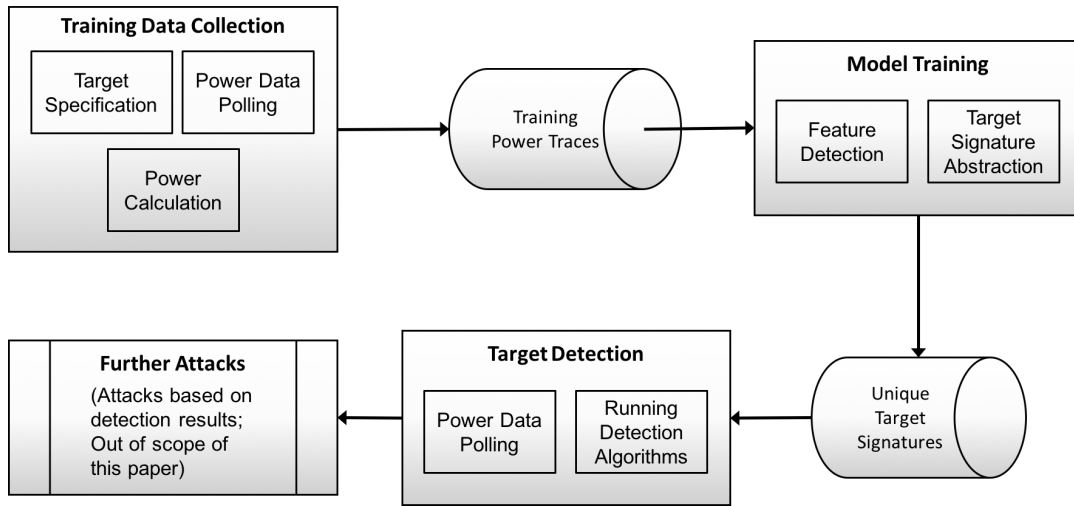 Training Data Collection
Target
Specification
Power Data
Polling
Power
Calculation
Training
Power Traces
Model Training
Feature
Detection
Target
Signature
Abstraction
Further Attacks
(Attacks based on
detection results;
Out of scope of
this paper)
Target Detection
Power Data
Polling
Running
Detection
Algorithms
Unique
Target
Signatures